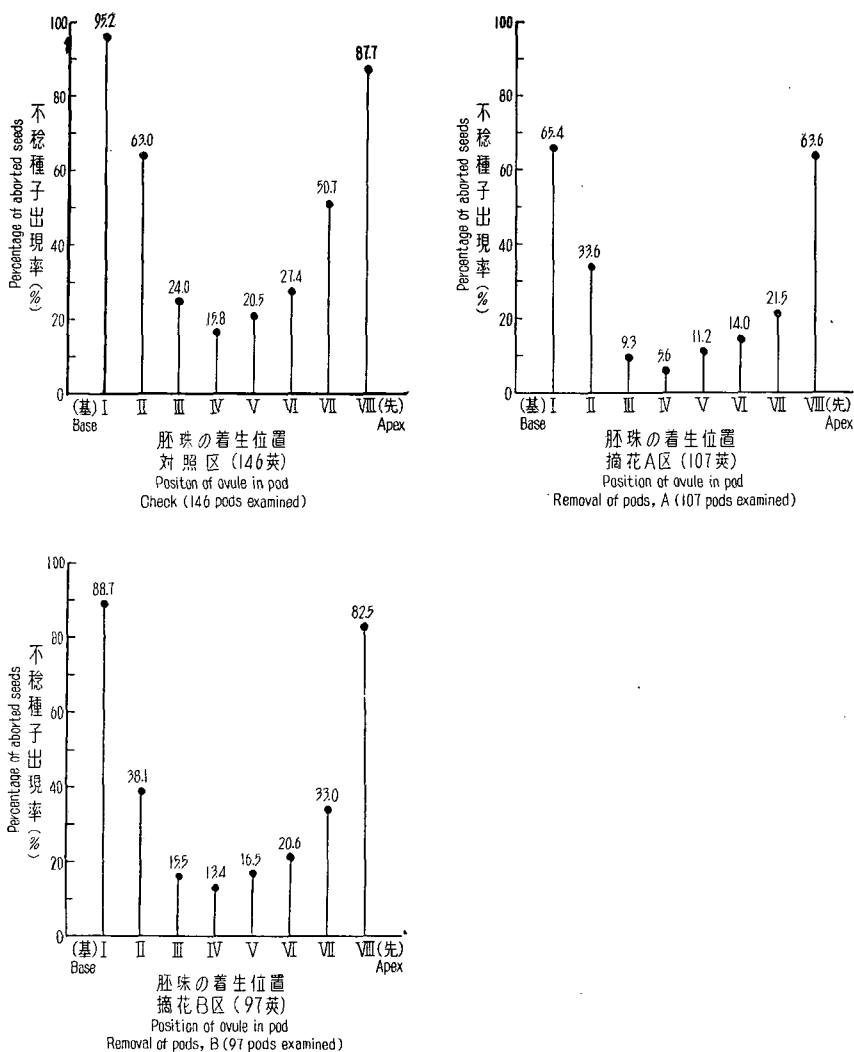 100
80
60
40
20
0
Percentage of aborted seeds
不稔種子出現率(%)
95.2
63.0
24.0
15.8
20.5
27.4
50.7
87.7
(基) I II III IV V VI VII VIII (先)
Base Apex
胚珠の着生位置
対照区(146莢)
Positon of ovule in pod
Check (146 pods examined)
100
80
60
40
20
0
Percentage of aborted seeds
不稔種子出現率(%)
65.4
33.6
9.3
5.6
11.2
14.0
21.5
63.6
(基) I II III IV V VI VII VIII (先)
Base Apex
胚珠の着生位置
摘花A区(107莢)
Position of ovule in pod
Removal of pods, A (107 pods examined)
100
80
60
40
20
0
Percentage of aborted seeds
不稔種子出現率(%)
88.7
38.1
15.5
13.4
16.5
20.6
33.0
82.5
(基) I II III IV V VI VII VIII (先)
Base Apex
胚珠の着生位置
摘花B区(97莢)
Position of ovule in pod
Removal of pods, B (97 pods examined)